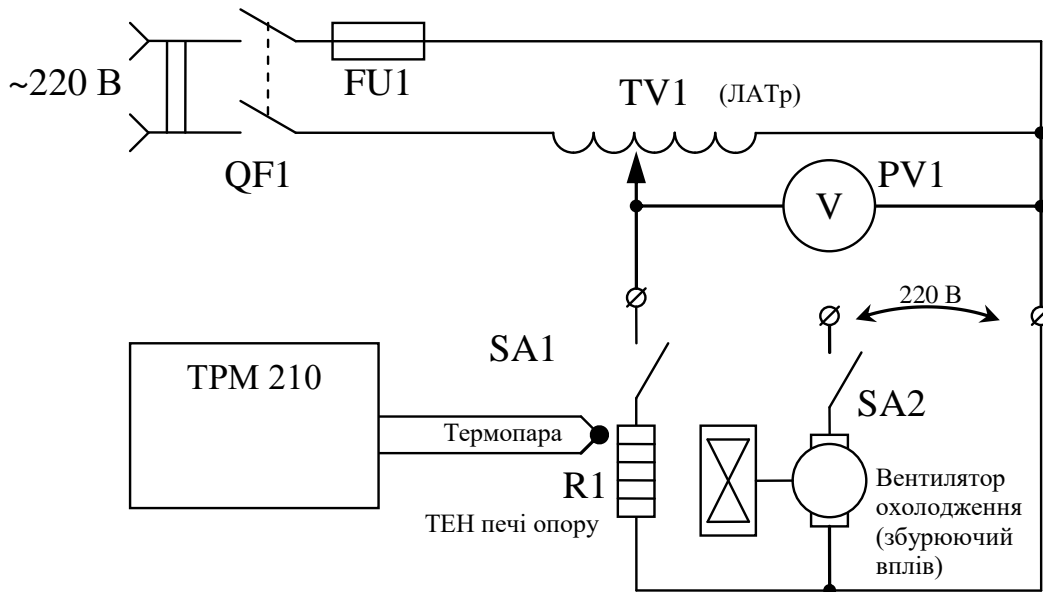 ~220 В
FU1
TV1 (ЛАТр)
QF1
PV1
V
220 В
SA1
ТРМ 210
SA2
Термопара
R1
ТЕН печі опору
Вентилятор
охолодження
(збурюючий
вплів)